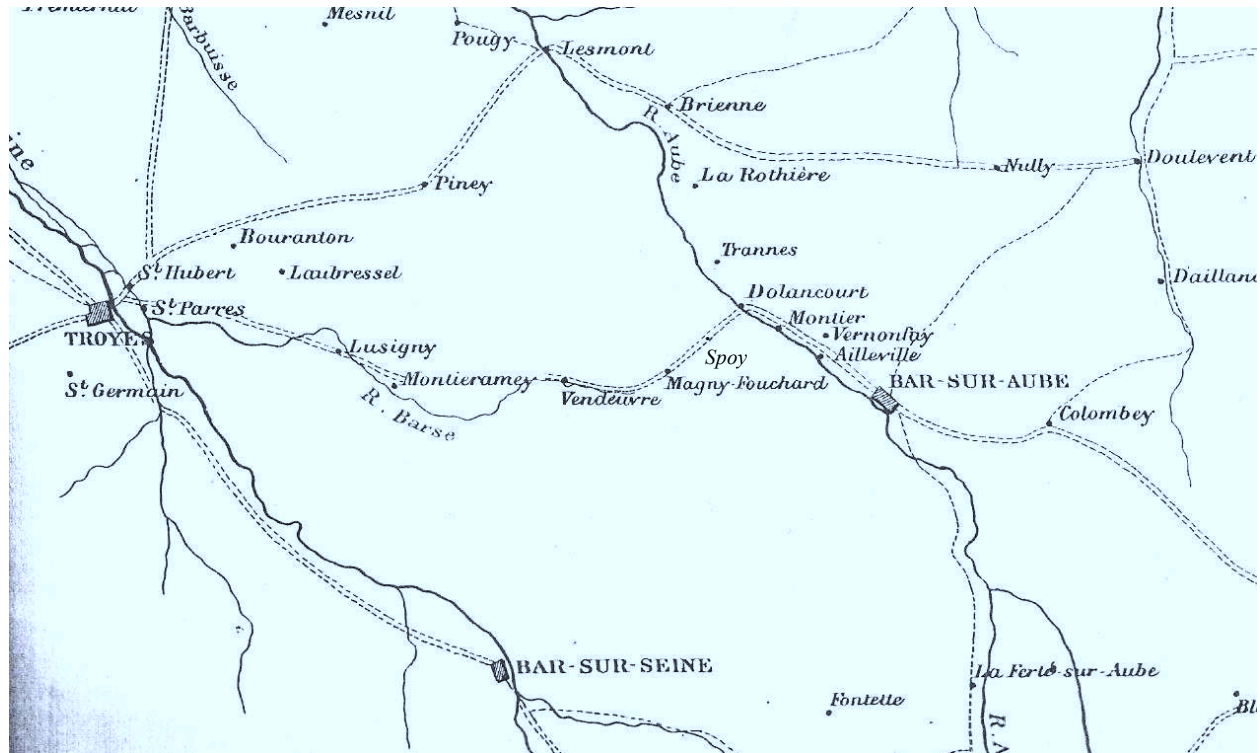 Mesnil
Barbuisse
Pougy
Lesmont
Brienne
R. Aube
Nully
Doulevent
ine
Piney
La Rothière
Bouranton
Trannes
St. Hubert
Laubressel
Dailland
St. Parres
Dolancourt
Montier
TROYES
Vernonfay
Lusigny
Spoy
Ailleville
St. Germain
Montieramey
Vendeuvre
Magny-Fouchard
BAR-SUR-AUBE
R. Barse
Colombey
BAR-SUR-SEINE
La Ferté-sur-Aube
Fontette
Bl
R. A